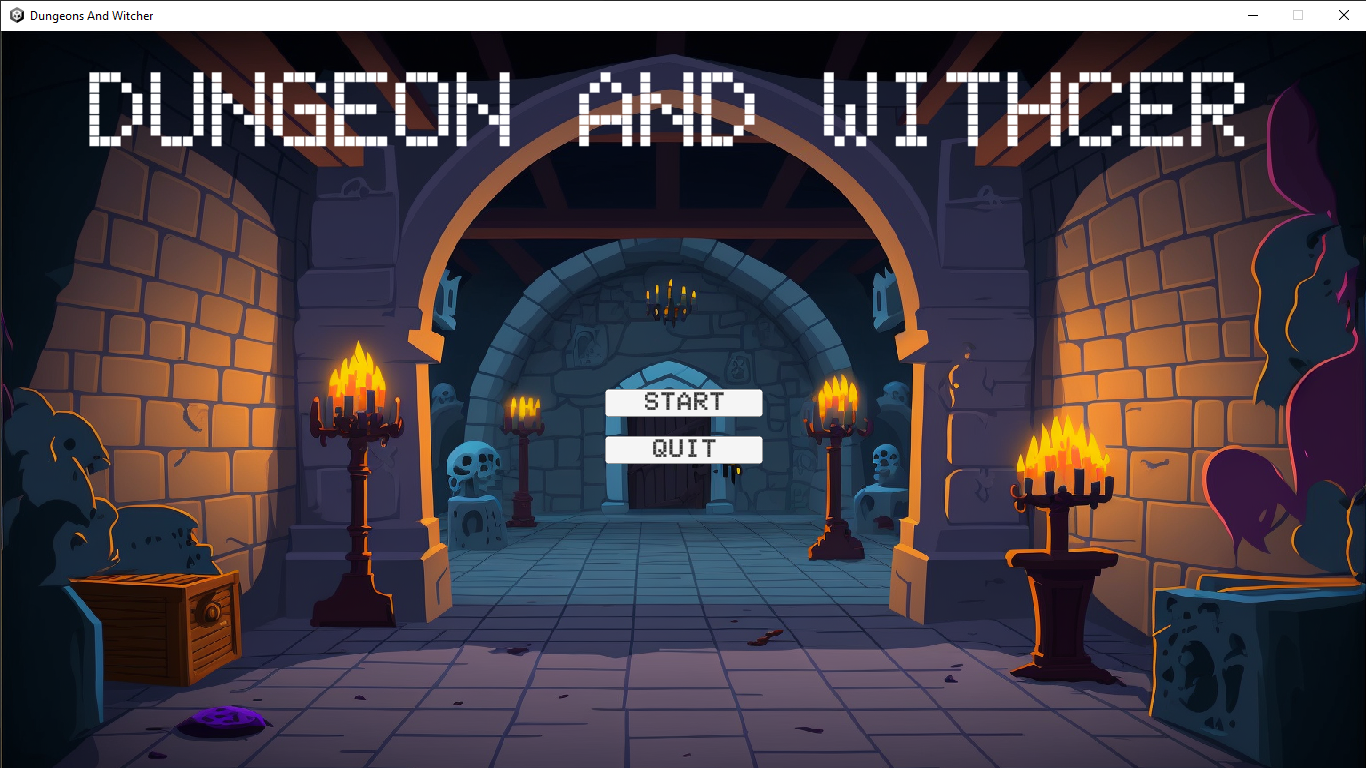 Dungeons And Witcher
DUNGEON AND WITHCER
START
QUIT